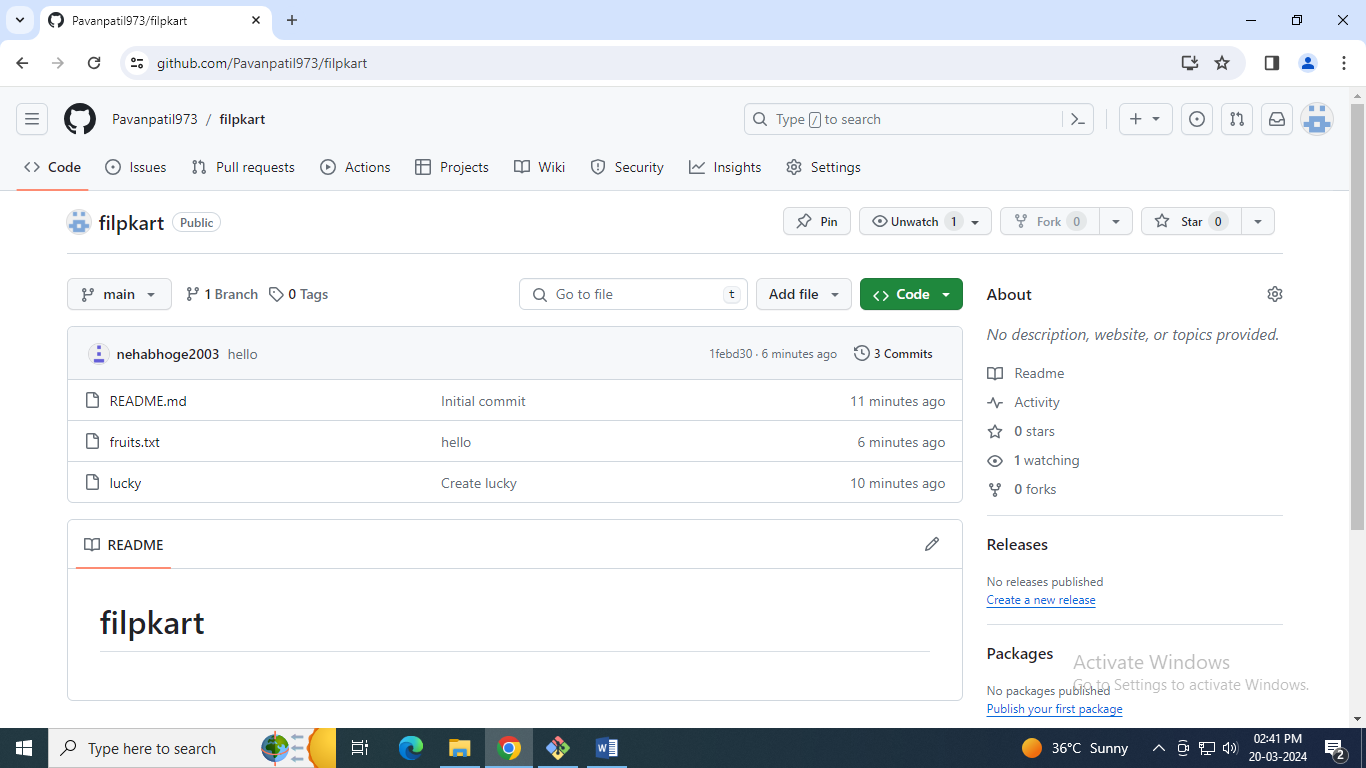 Pavanpatil973/filpkart
github.com/Pavanpatil973/filpkart
Pavanpatil973 / filpkart
Type / to search
Code Issues Pull requests Actions Projects Wiki Security Insights Settings
filpkart Public
Pin Unwatch 1 Fork 0 Star 0
main 1 Branch 0 Tags Go to file t Add file Code
nehabhoge2003 hello 1febd30 · 6 minutes ago 3 Commits
README.md Initial commit 11 minutes ago
fruits.txt hello 6 minutes ago
lucky Create lucky 10 minutes ago
README
filpkart
About
No description, website, or topics provided.
Readme
Activity
0 stars
1 watching
0 forks
Releases
No releases published
Create a new release
Packages
No packages published
Publish your first package
Activate Windows
Go to Settings to activate Windows.
Type here to search
36°C Sunny
02:41 PM
20-03-2024
2